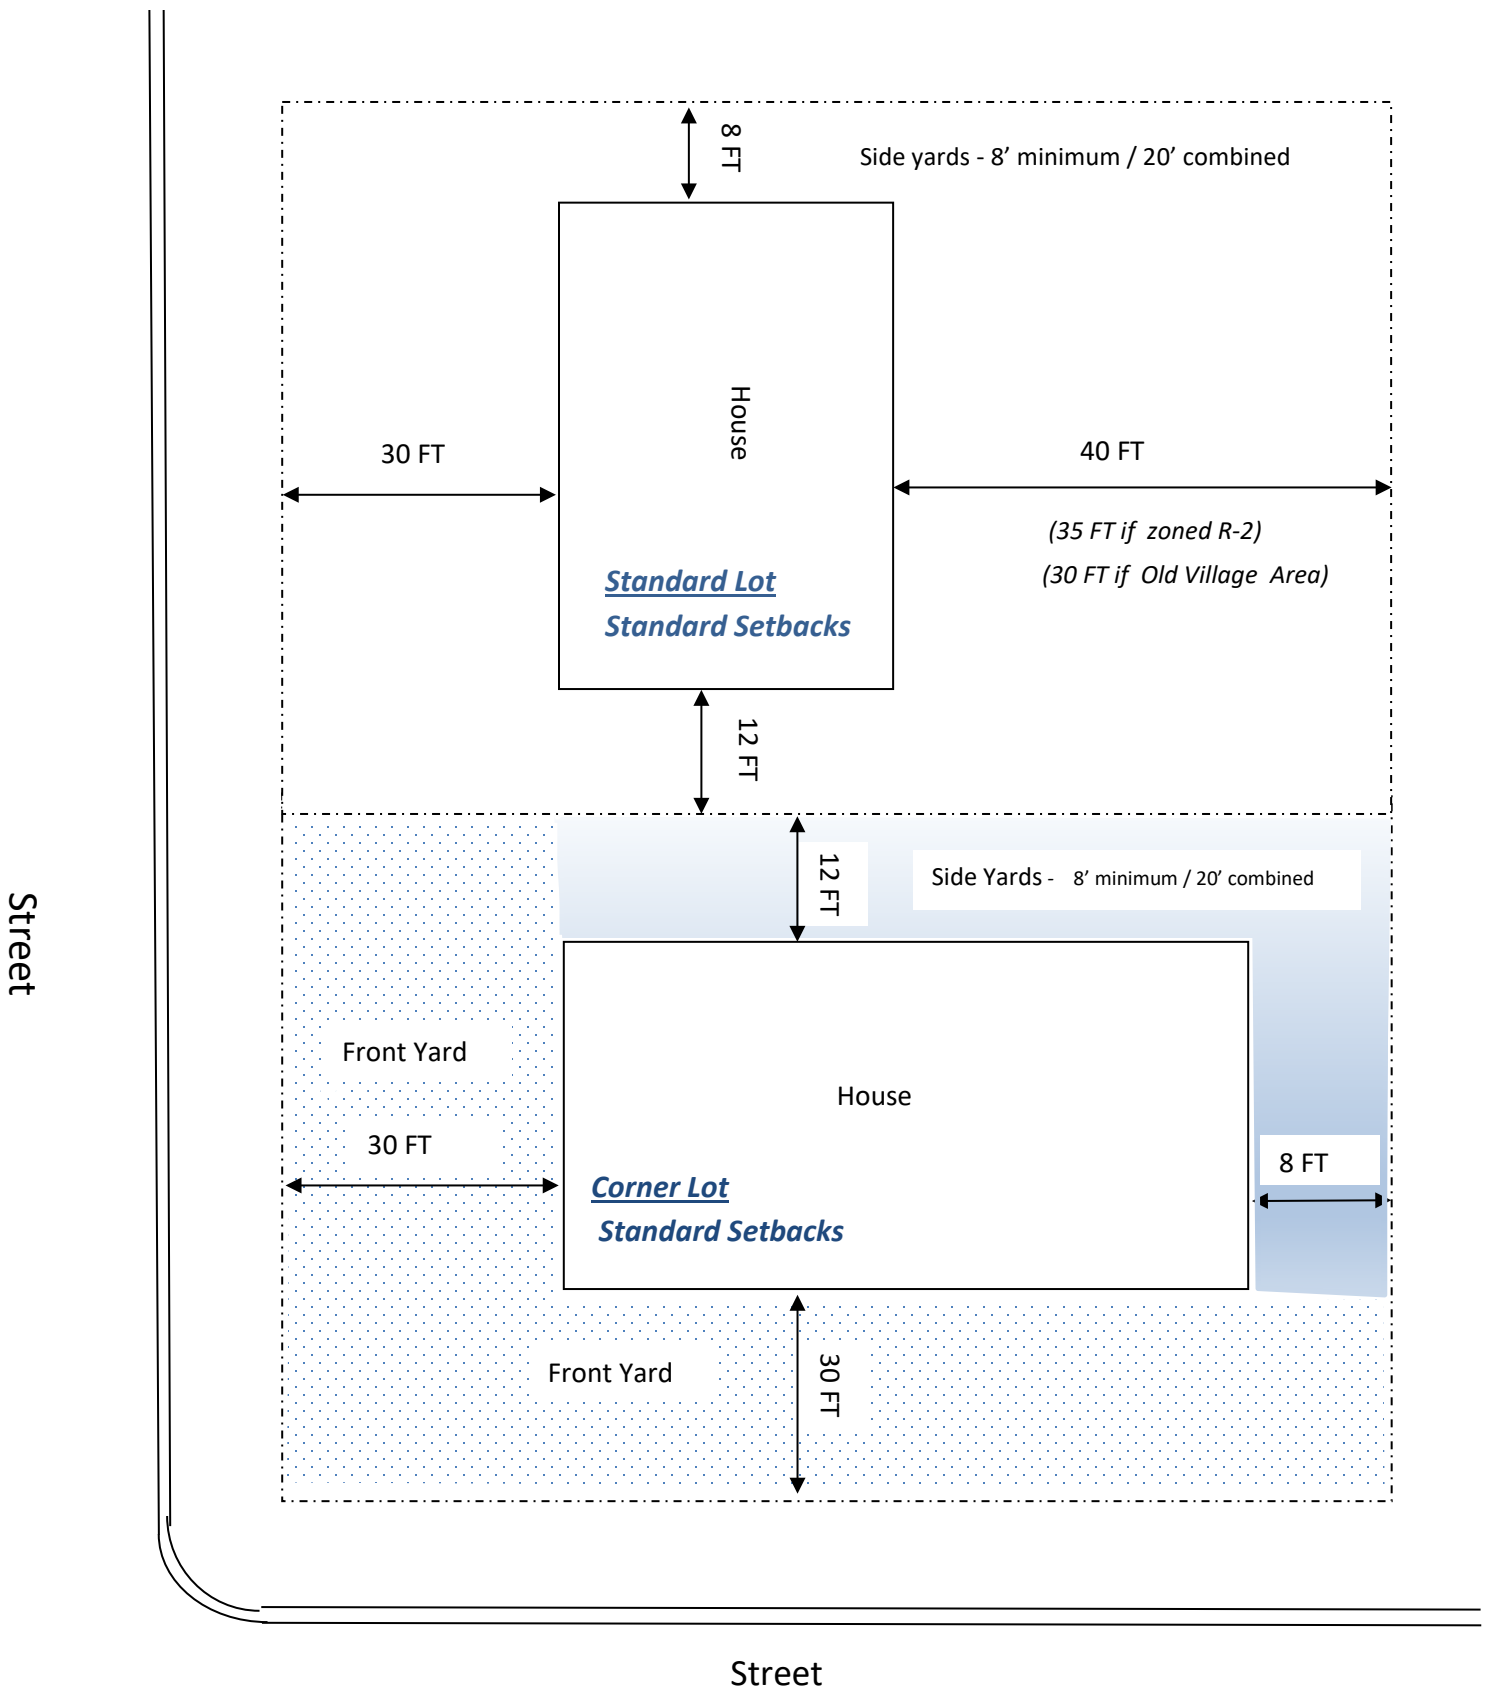 8 FT
Side yards - 8’ minimum / 20’ combined
House
30 FT
40 FT
(35 FT if zoned R-2)
(30 FT if Old Village Area)
Standard Lot
Standard Setbacks
12 FT
12 FT
Side Yards - 8’ minimum / 20’ combined
Street
Front Yard
House
30 FT
8 FT
Corner Lot
Standard Setbacks
Front Yard
30 FT
Street